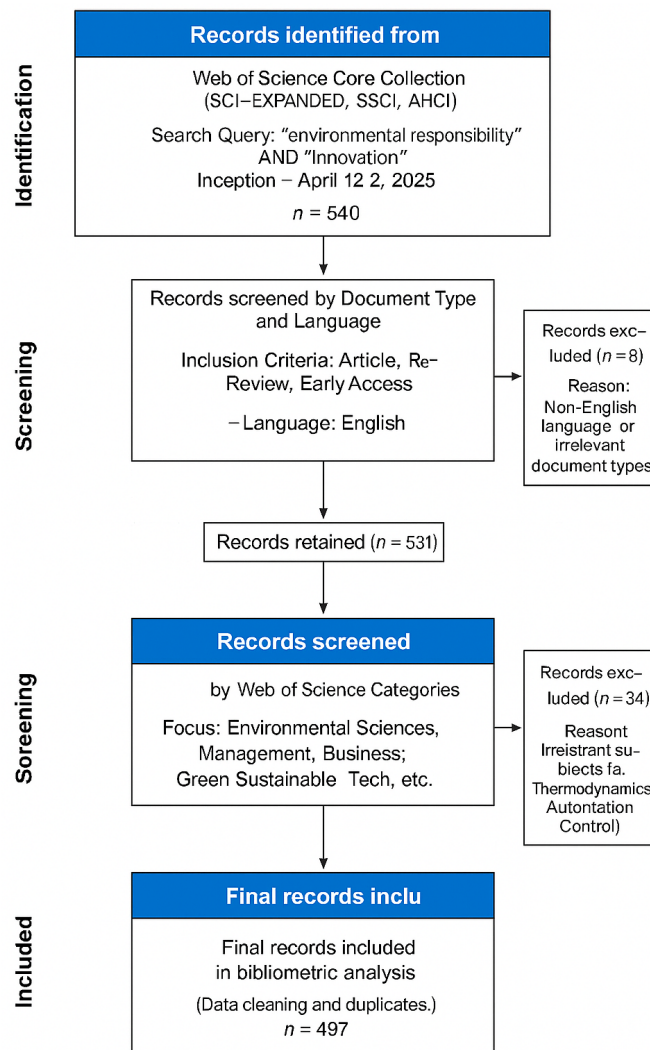 Identification
Records identified from
Web of Science Core Collection
(SCI–EXPANDED, SSCI, AHCI)
Search Query: “environmental responsibility”
AND “Innovation”
Inception – April 12 2, 2025
n = 540
Screening
Records screened by Document Type
and Language
Inclusion Criteria: Article, Re–
Review, Early Access
– Language: English
Records exc–
luded (n = 8)
Reason:
Non-English
language or
irrelevant
document types
Records retained (n = 531)
Soreening
Records screened
by Web of Science Categories
Focus: Environmental Sciences,
Management, Business;
Green Sustainable Tech, etc.
Records exc–
luded (n = 34)
Reasont
Irreistrant su–
biects fa.
Thermodynamics
Autontation
Control)
Included
Final records inclu
Final records included
in bibliometric analysis
(Data cleaning and duplicates.)
n = 497